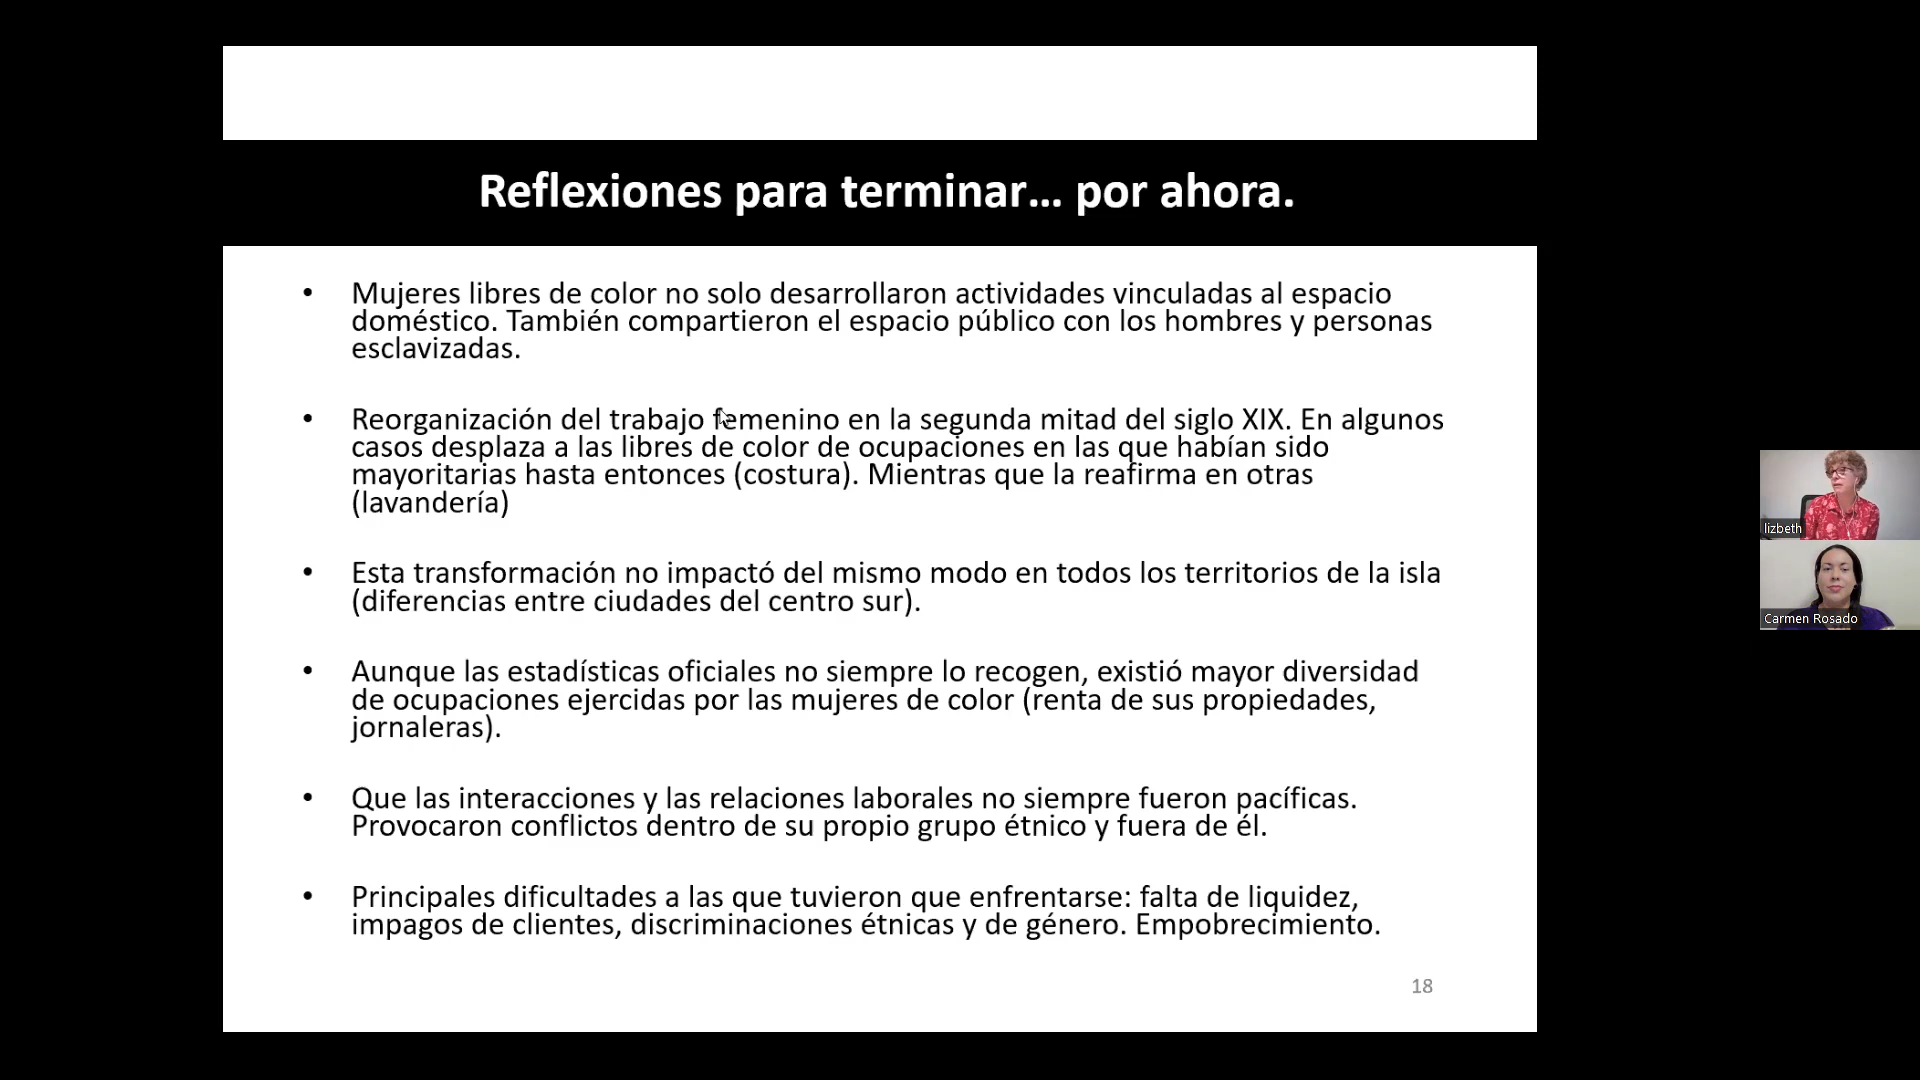 Reflexiones para terminar... por ahora.
• Mujeres libres de color no solo desarrollaron actividades vinculadas al espacio
doméstico. También compartieron el espacio público con los hombres y personas
esclavizadas.
• Reorganización del trabajo femenino en la segunda mitad del siglo XIX. En algunos
casos desplaza a las libres de color de ocupaciones en las que habían sido
mayoritarias hasta entonces (costura). Mientras que la reafirma en otras
(lavandería)
• Esta transformación no impactó del mismo modo en todos los territorios de la isla
(diferencias entre ciudades del centro sur).
• Aunque las estadísticas oficiales no siempre lo recogen, existió mayor diversidad
de ocupaciones ejercidas por las mujeres de color (renta de sus propiedades,
jornaleras).
• Que las interacciones y las relaciones laborales no siempre fueron pacíficas.
Provocaron conflictos dentro de su propio grupo étnico y fuera de él.
• Principales dificultades a las que tuvieron que enfrentarse: falta de liquidez,
impagos de clientes, discriminaciones étnicas y de género. Empobrecimiento.
18
lizbeth
Carmen Rosado